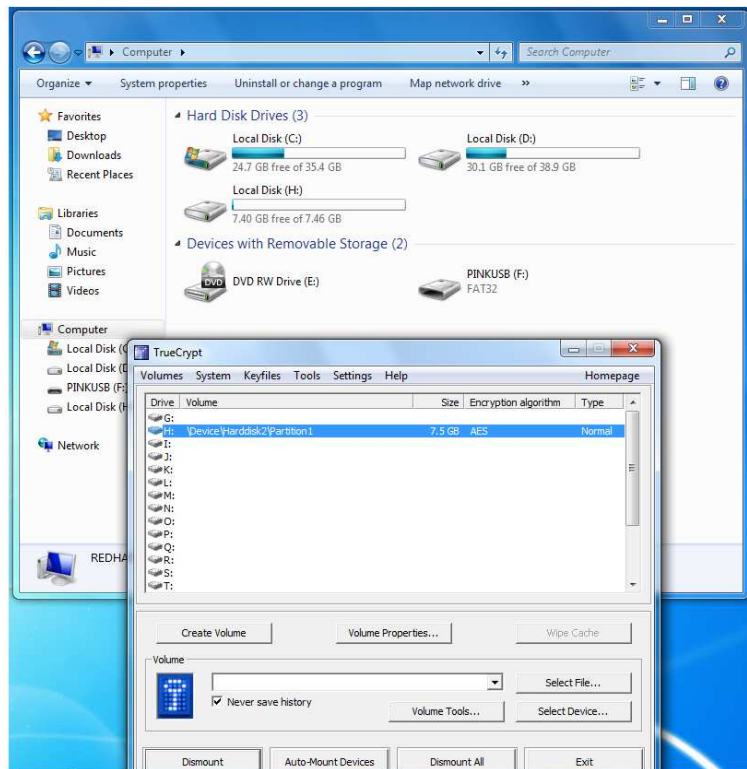 Computer
Search Computer
Organize
System properties
Uninstall or change a program
Map network drive
»
Favorites
Desktop
Downloads
Recent Places
Libraries
Documents
Music
Pictures
Videos
Computer
Local Disk (C
Local Disk (D
PINKUSB (F:)
Local Disk (H
Network
Hard Disk Drives (3)
Local Disk (C:)
24.7 GB free of 35.4 GB
Local Disk (D:)
30.1 GB free of 38.9 GB
Local Disk (H:)
7.40 GB free of 7.46 GB
Devices with Removable Storage (2)
DVD
DVD RW Drive (E:)
PINKUSB (F:)
FAT32
REDHA
TrueCrypt
Volumes System Keyfiles Tools Settings Help Homepage
Drive Volume Size Encryption algorithm Type
G:
H: \Device\Harddisk2\Partition1 7.5 GB AES Normal
I:
J:
K:
L:
M:
N:
O:
P:
Q:
R:
S:
T:
Create Volume
Volume Properties...
Wipe Cache
Volume
Select File...
Never save history
Volume Tools...
Select Device...
Dismount
Auto-Mount Devices
Dismount All
Exit